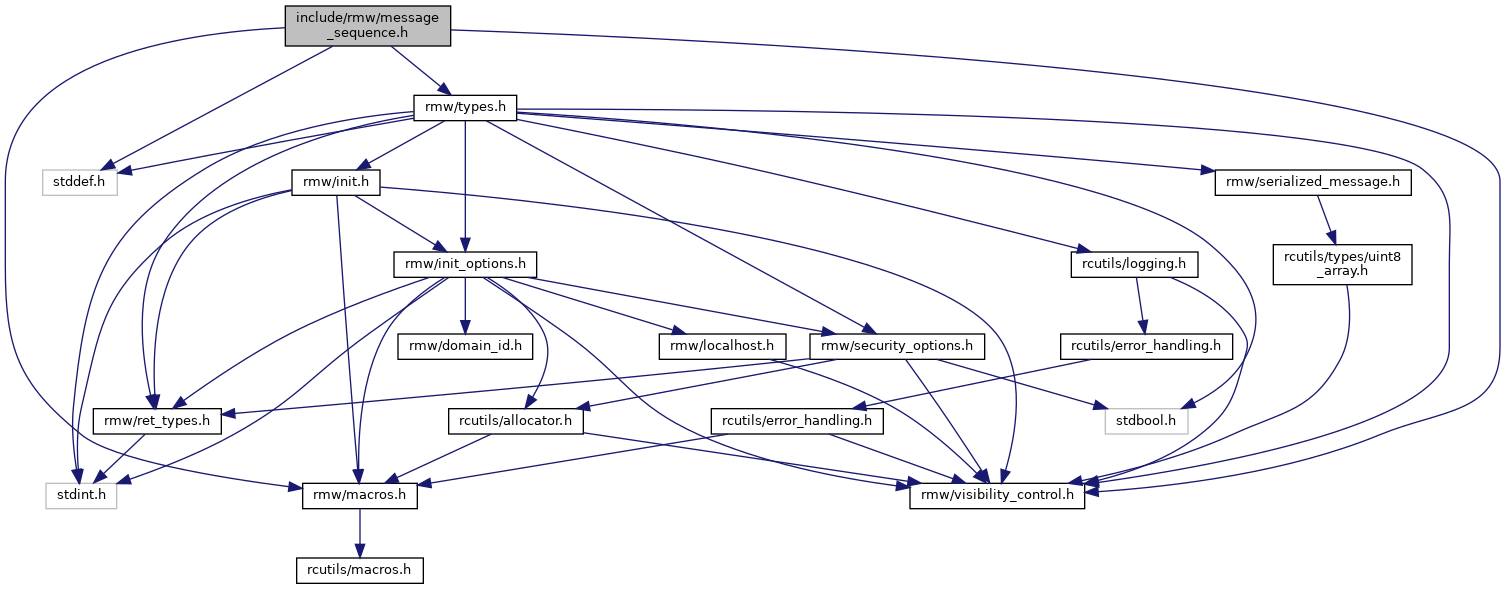 include/rmw/message
_sequence.h
rmw/types.h
stddef.h
rmw/init.h
rmw/serialized_message.h
rmw/init_options.h
rcutils/logging.h
rcutils/types/uint8
_array.h
rmw/domain_id.h
rmw/localhost.h
rmw/security_options.h
rcutils/error_handling.h
rmw/ret_types.h
rcutils/allocator.h
rcutils/error_handling.h
stdbool.h
stdint.h
rmw/macros.h
rmw/visibility_control.h
rcutils/macros.h